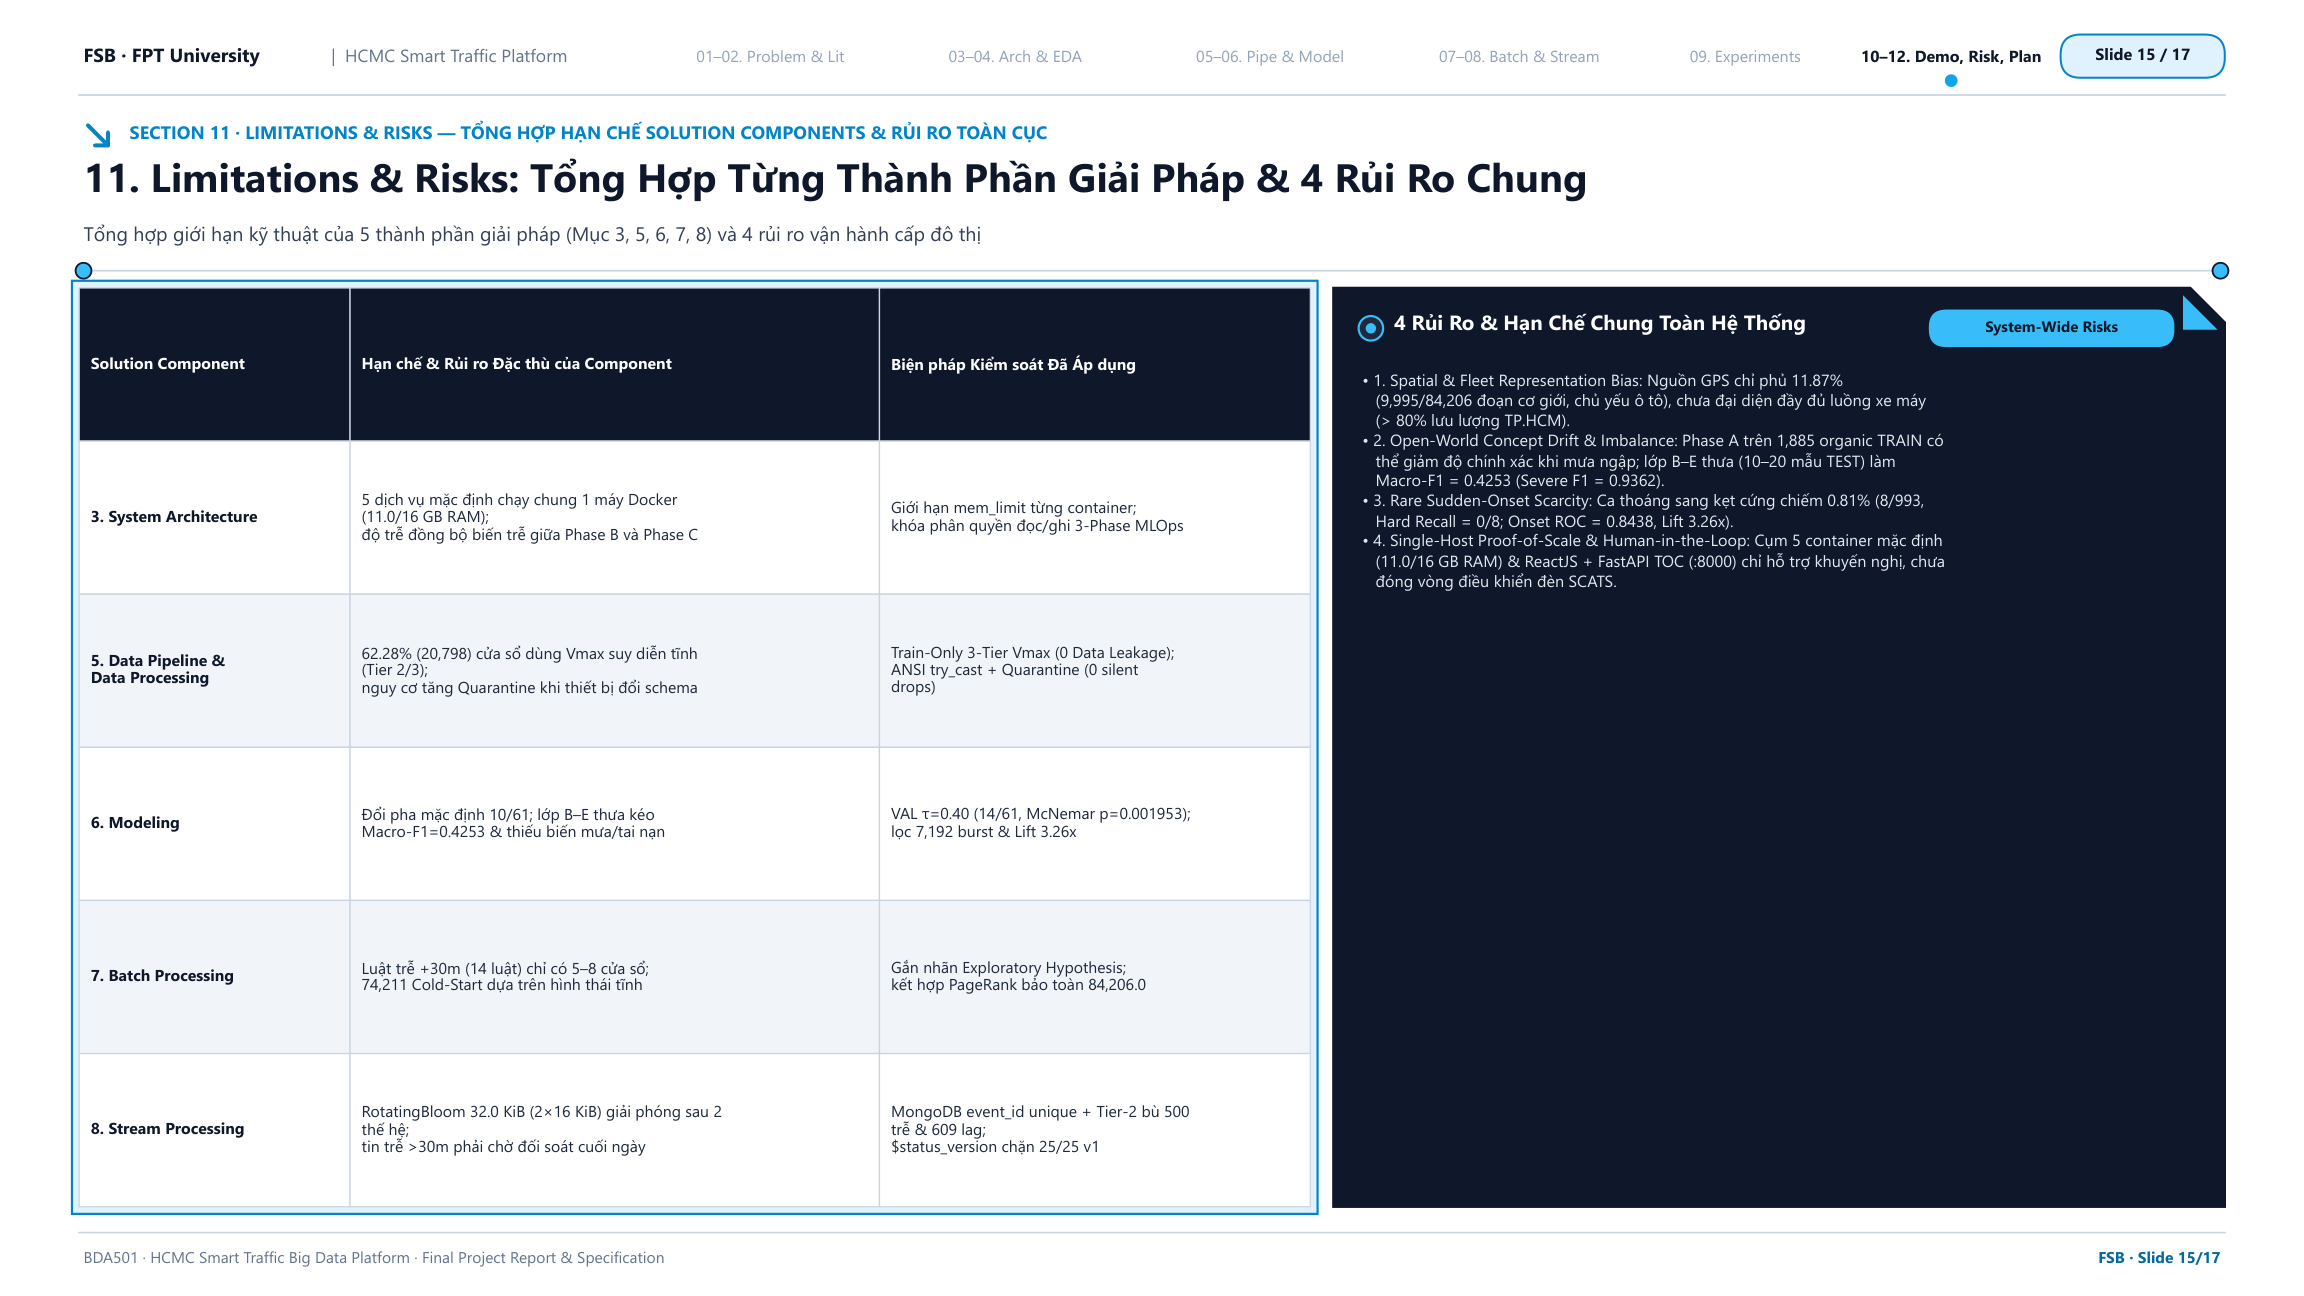 FSB · FPT University | HCMC Smart Traffic Platform 01–02. Problem & Lit 03–04. Arch & EDA 05–06. Pipe & Model 07–08. Batch & Stream 09. Experiments 10–12. Demo, Risk, Plan Slide 15 / 17
SECTION 11 · LIMITATIONS & RISKS — TỔNG HỢP HẠN CHẾ SOLUTION COMPONENTS & RỦI RO TOÀN CỤC
11. Limitations & Risks: Tổng Hợp Từng Thành Phần Giải Pháp & 4 Rủi Ro Chung
Tổng hợp giới hạn kỹ thuật của 5 thành phần giải pháp (Mục 3, 5, 6, 7, 8) và 4 rủi ro vận hành cấp đô thị
Solution Component
Hạn chế & Rủi ro Đặc thù của Component
Biện pháp Kiểm soát Đã Áp dụng
3. System Architecture
5 dịch vụ mặc định chạy chung 1 máy Docker
(11.0/16 GB RAM);
độ trễ đồng bộ biến trễ giữa Phase B và Phase C
Giới hạn mem_limit từng container;
khóa phân quyền đọc/ghi 3-Phase MLOps
5. Data Pipeline &
Data Processing
62.28% (20,798) cửa sổ dùng Vmax suy diễn tĩnh
(Tier 2/3);
nguy cơ tăng Quarantine khi thiết bị đổi schema
Train-Only 3-Tier Vmax (0 Data Leakage);
ANSI try_cast + Quarantine (0 silent
drops)
6. Modeling
Đổi pha mặc định 10/61; lớp B–E thưa kéo
Macro-F1=0.4253 & thiếu biến mưa/tai nạn
VAL τ=0.40 (14/61, McNemar p=0.001953);
lọc 7,192 burst & Lift 3.26x
7. Batch Processing
Luật trễ +30m (14 luật) chỉ có 5–8 cửa sổ;
74,211 Cold-Start dựa trên hình thái tĩnh
Gắn nhãn Exploratory Hypothesis;
kết hợp PageRank bảo toàn 84,206.0
8. Stream Processing
RotatingBloom 32.0 KiB (2×16 KiB) giải phóng sau 2
thế hệ;
tin trễ >30m phải chờ đối soát cuối ngày
MongoDB event_id unique + Tier-2 bù 500
trễ & 609 lag;
$status_version chặn 25/25 v1
4 Rủi Ro & Hạn Chế Chung Toàn Hệ Thống
System-Wide Risks
• 1. Spatial & Fleet Representation Bias: Nguồn GPS chỉ phủ 11.87%
(9,995/84,206 đoạn cơ giới, chủ yếu ô tô), chưa đại diện đầy đủ luồng xe máy
(> 80% lưu lượng TP.HCM).
• 2. Open-World Concept Drift & Imbalance: Phase A trên 1,885 organic TRAIN có
thể giảm độ chính xác khi mưa ngập; lớp B–E thưa (10–20 mẫu TEST) làm
Macro-F1 = 0.4253 (Severe F1 = 0.9362).
• 3. Rare Sudden-Onset Scarcity: Ca thoáng sang kẹt cứng chiếm 0.81% (8/993,
Hard Recall = 0/8; Onset ROC = 0.8438, Lift 3.26x).
• 4. Single-Host Proof-of-Scale & Human-in-the-Loop: Cụm 5 container mặc định
(11.0/16 GB RAM) & ReactJS + FastAPI TOC (:8000) chỉ hỗ trợ khuyến nghị, chưa
đóng vòng điều khiển đèn SCATS.
BDA501 · HCMC Smart Traffic Big Data Platform · Final Project Report & Specification
FSB · Slide 15/17